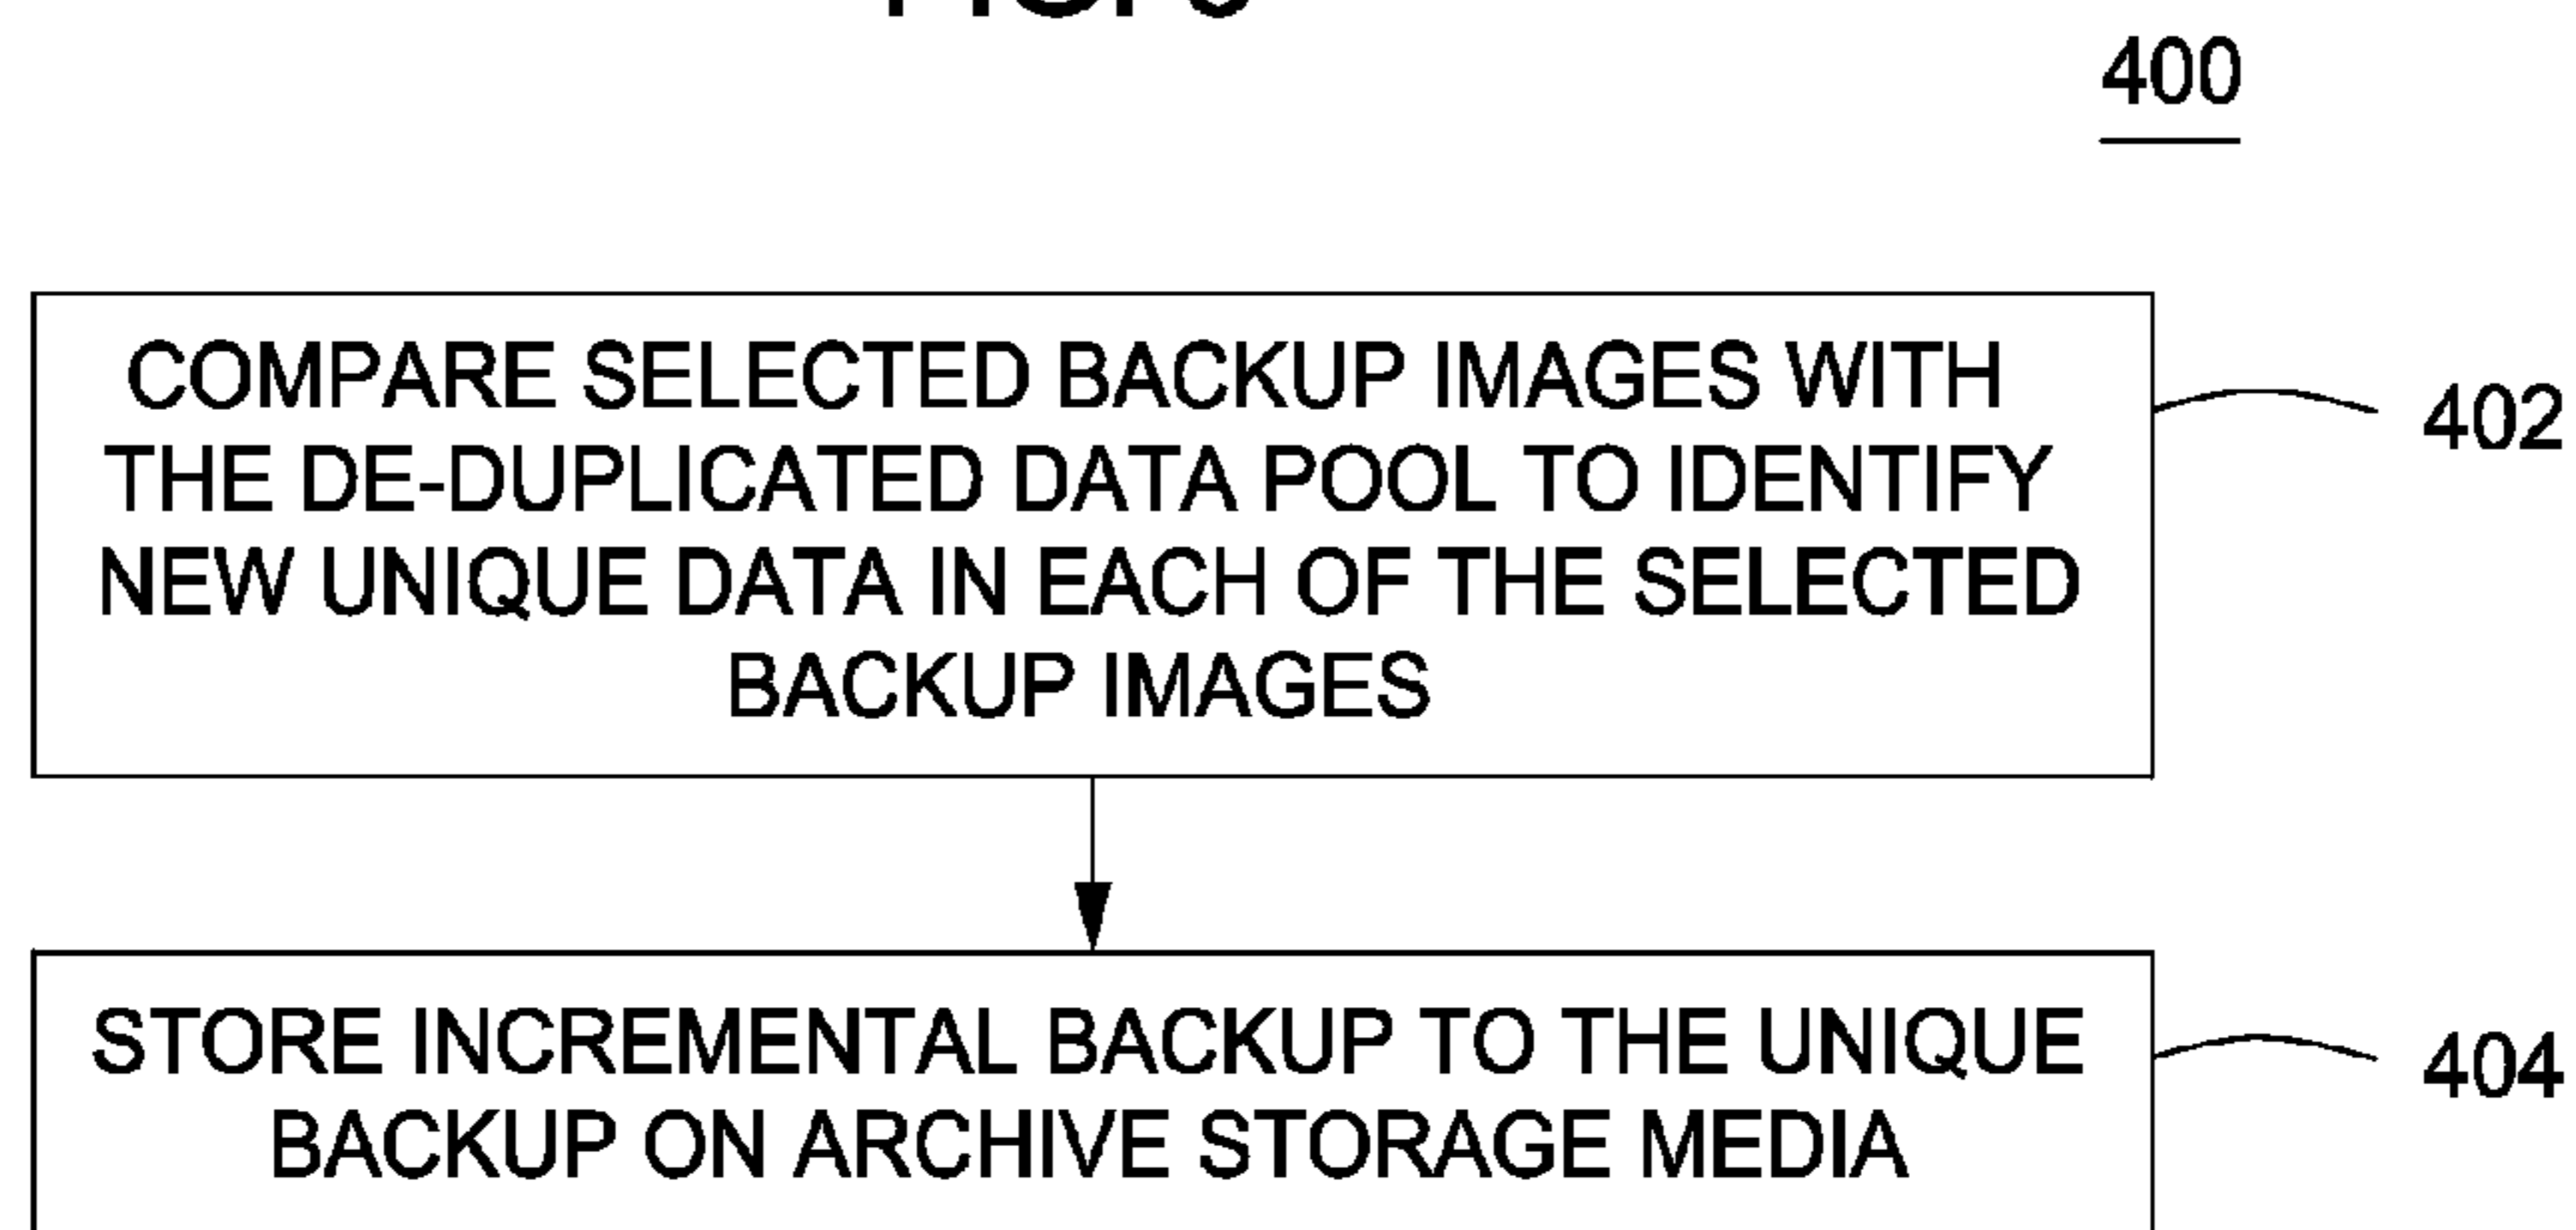 400
COMPARE SELECTED BACKUP IMAGES WITH
THE DE-DUPLICATED DATA POOL TO IDENTIFY
NEW UNIQUE DATA IN EACH OF THE SELECTED
BACKUP IMAGES
402
STORE INCREMENTAL BACKUP TO THE UNIQUE
BACKUP ON ARCHIVE STORAGE MEDIA
404